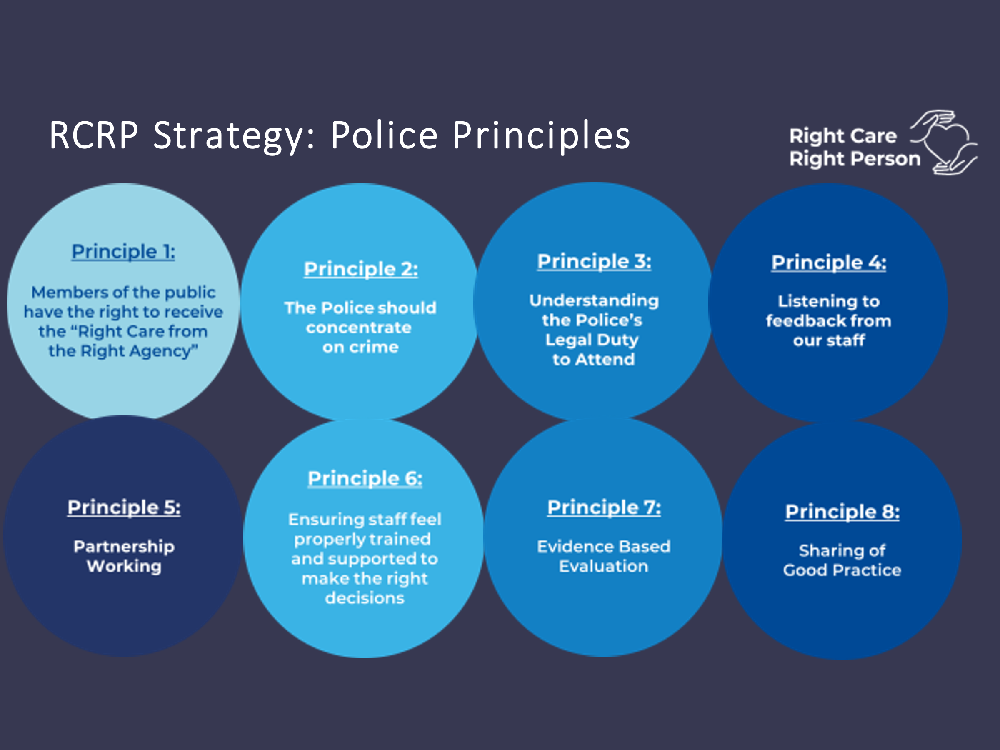 RCRP Strategy: Police Principles
Right Care
Right Person
Principle 1:
Members of the public
have the right to receive
the “Right Care from
the Right Agency”
Principle 2:
The Police should
concentrate
on crime
Principle 3:
Understanding
the Police’s
Legal Duty
to Attend
Principle 4:
Listening to
feedback from
our staff
Principle 5:
Partnership
Working
Principle 6:
Ensuring staff feel
properly trained
and supported to
make the right
decisions
Principle 7:
Evidence Based
Evaluation
Principle 8:
Sharing of
Good Practice